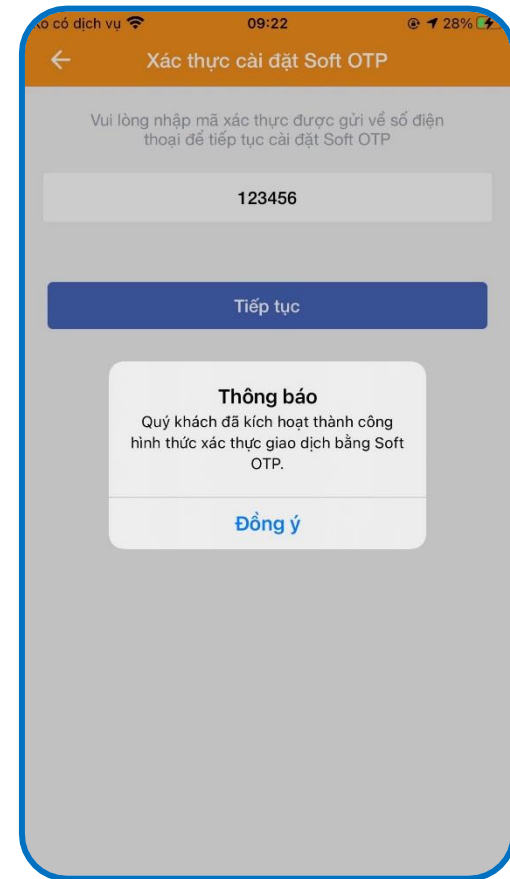 có dịch vụ 09:22 28%
Xác thực cài đặt Soft OTP
Vui lòng nhập mã xác thực được gửi về số điện
thoại để tiếp tục cài đặt Soft OTP
123456
Tiếp tục
Thông báo
Quý khách đã kích hoạt thành công
hình thức xác thực giao dịch bằng Soft
OTP.
Đồng ý